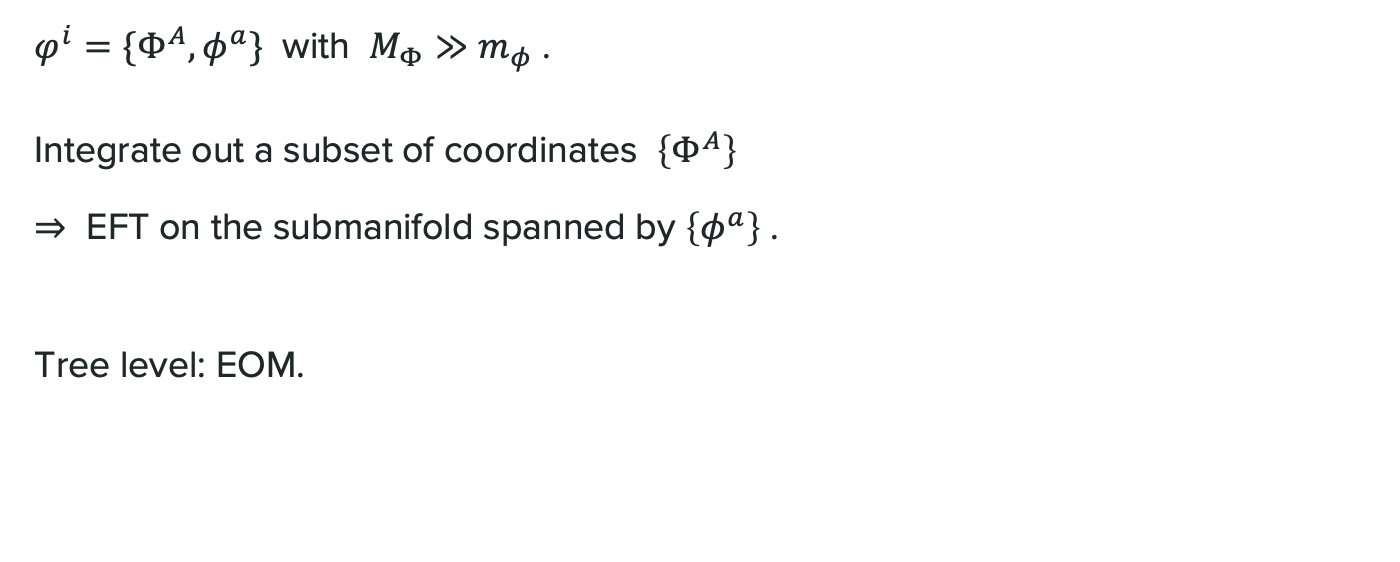 φ^i = {Φ^A, ϕ^a} with M_Φ ≫ m_ϕ .
Integrate out a subset of coordinates {Φ^A}
⇒ EFT on the submanifold spanned by {ϕ^a} .
Tree level: EOM.